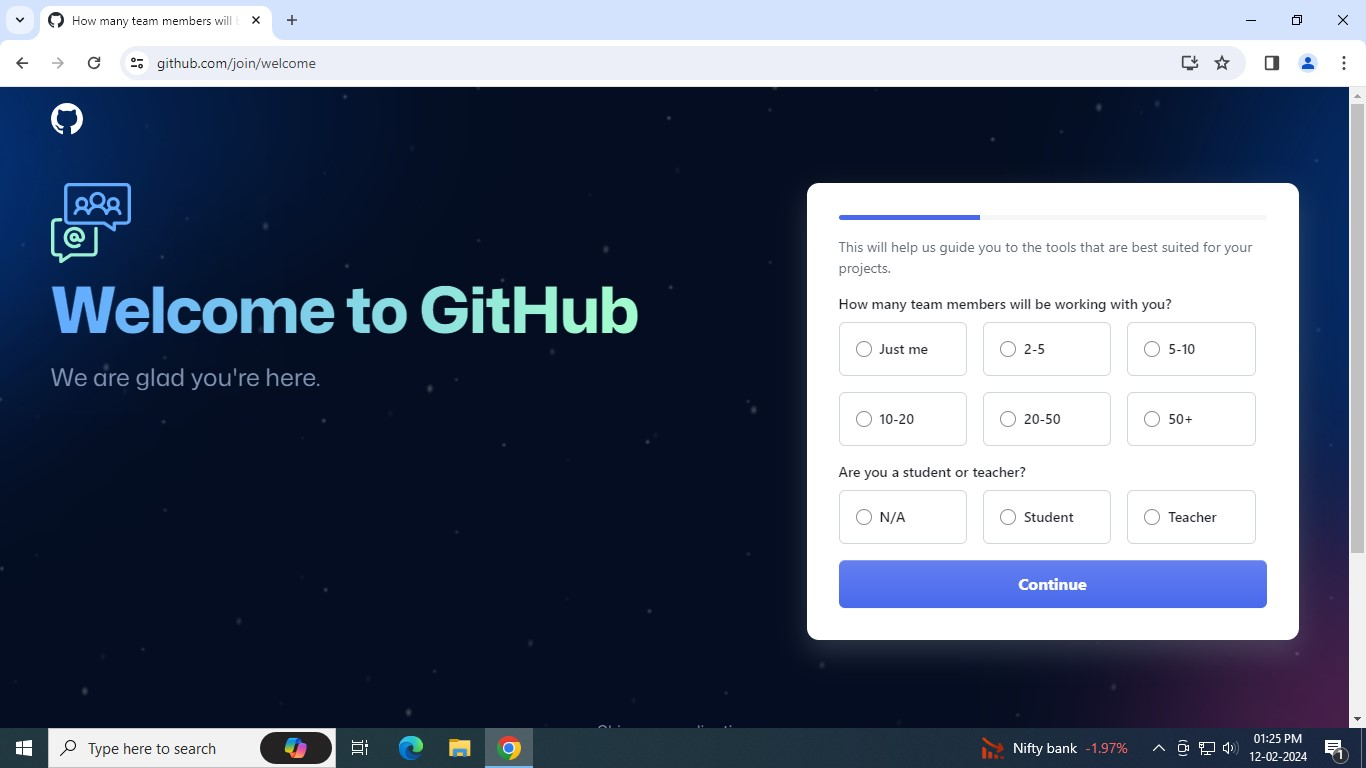 How many team members will
github.com/join/welcome
@
Welcome to GitHub
We are glad you're here.
This will help us guide you to the tools that are best suited for your
projects.
How many team members will be working with you?
Just me
2-5
5-10
10-20
20-50
50+
Are you a student or teacher?
N/A
Student
Teacher
Continue
Type here to search
Nifty bank -1.97%
01:25 PM
12-02-2024
1